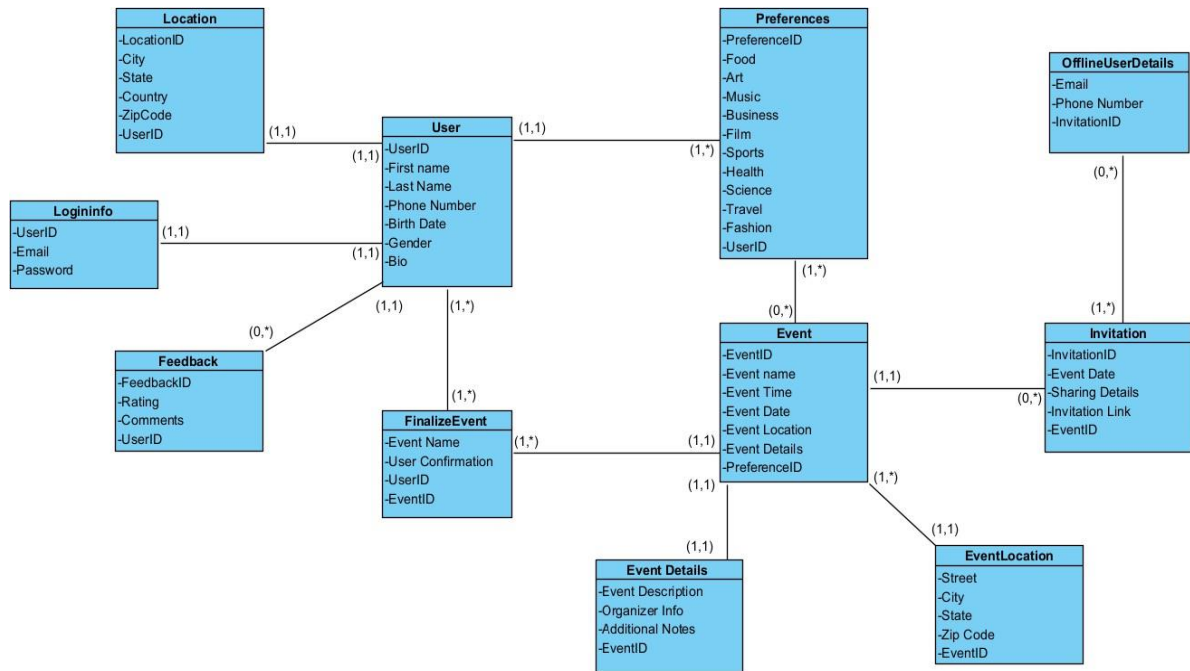 Location
-LocationID
-City
-State
-Country
-ZipCode
-UserID
(1,1)
(1,1)
Logininfo
-UserID
-Email
-Password
(1,1)
(1,1)
User
-UserID
-First name
-Last Name
-Phone Number
-Birth Date
-Gender
-Bio
(1,1)
(1,*)
Preferences
-PreferenceID
-Food
-Art
-Music
-Business
-Film
-Sports
-Health
-Science
-Travel
-Fashion
-UserID
(1,*)
(0,*)
OfflineUserDetails
-Email
-Phone Number
-InvitationID
(0,*)
(1,*)
(1,1)
(0,*)
Feedback
-FeedbackID
-Rating
-Comments
-UserID
(1,*)
(1,*)
FinalizeEvent
-Event Name
-User Confirmation
-UserID
-EventID
(1,*)
(1,1)
Event
-EventID
-Event name
-Event Time
-Event Date
-Event Location
-Event Details
-PreferenceID
(1,1)
(0,*)
Invitation
-InvitationID
-Event Date
-Sharing Details
-Invitation Link
-EventID
(1,1)
(1,1)
Event Details
-Event Description
-Organizer Info
-Additional Notes
-EventID
(1,*)
(1,1)
EventLocation
-Street
-City
-State
-Zip Code
-EventID